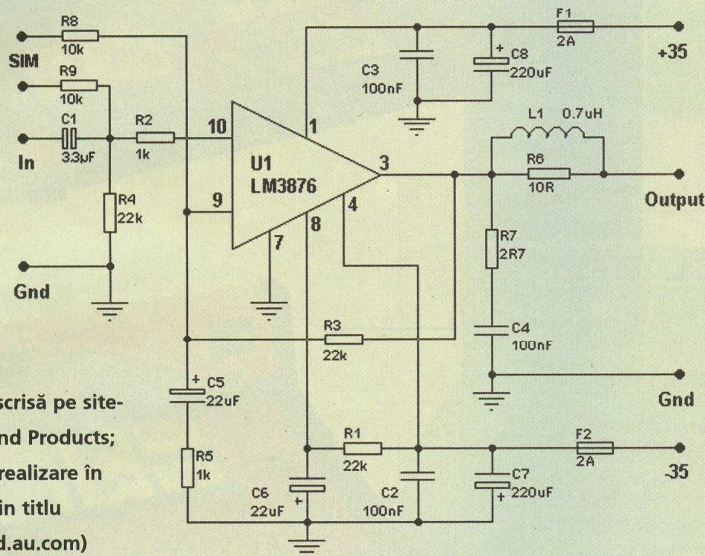 R8
10k
SIM
R9
10k
C1
3.3µF
In
R2
1k
R4
22k
Gnd
10
9
U1
LM3876
1
3
4
8
7
C3
100nF
+
C8
220uF
F1
2A
+35
L1 0.7uH
R6
10R
Output
R7
2R7
C4
100nF
Gnd
R3
22k
+
C5
22uF
R5
1k
R1
22k
C6
22uF
+
C2
100nF
C7
220uF
+
F2
2A
-35
scrisă pe site-
nd Products;
realizare în
in titlu
d.au.com)